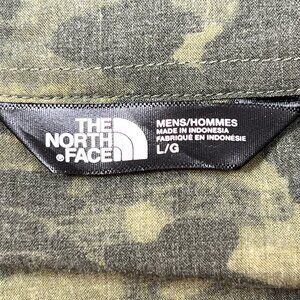 THE
NORTH
FACE
®
MENS/HOMMES
MADE IN INDONESIA
FABRIQUÉ EN INDONÉSIE
L/G